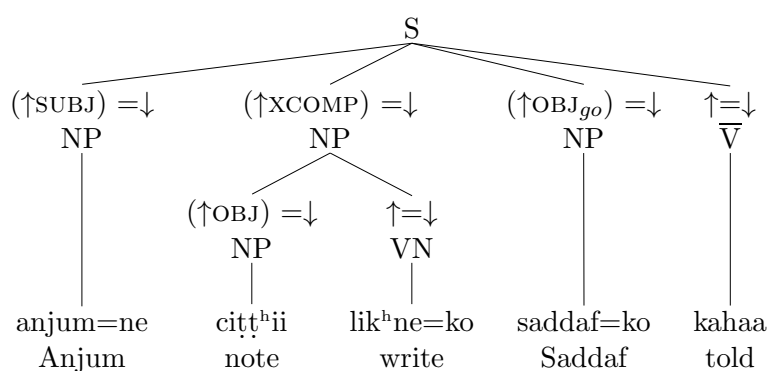 S
(↑SUBJ) =↓ (↑XCOMP) =↓ (↑OBJgo) =↓ ↑=↓
NP NP NP V̅
(↑OBJ) =↓ ↑=↓
NP VN
anjum=ne ciṭṭʰii likʰne=ko saddaf=ko kahaa
Anjum note write Saddaf told